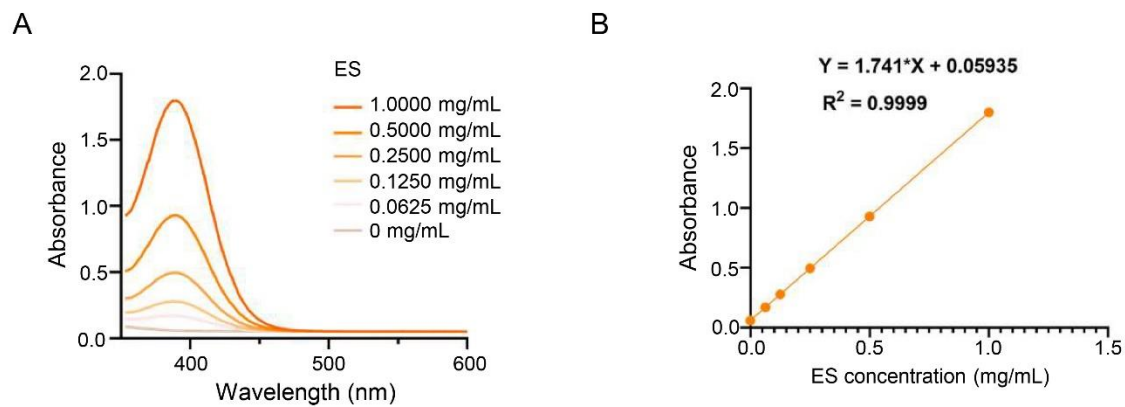 A
Absorbance
2.0
1.5
1.0
0.5
0.0
400
500
600
Wavelength (nm)
ES
1.0000 mg/mL
0.5000 mg/mL
0.2500 mg/mL
0.1250 mg/mL
0.0625 mg/mL
0 mg/mL
B
Y = 1.741*X + 0.05935
R² = 0.9999
Absorbance
2.0
1.5
1.0
0.5
0.0
0.0
0.5
1.0
1.5
ES concentration (mg/mL)